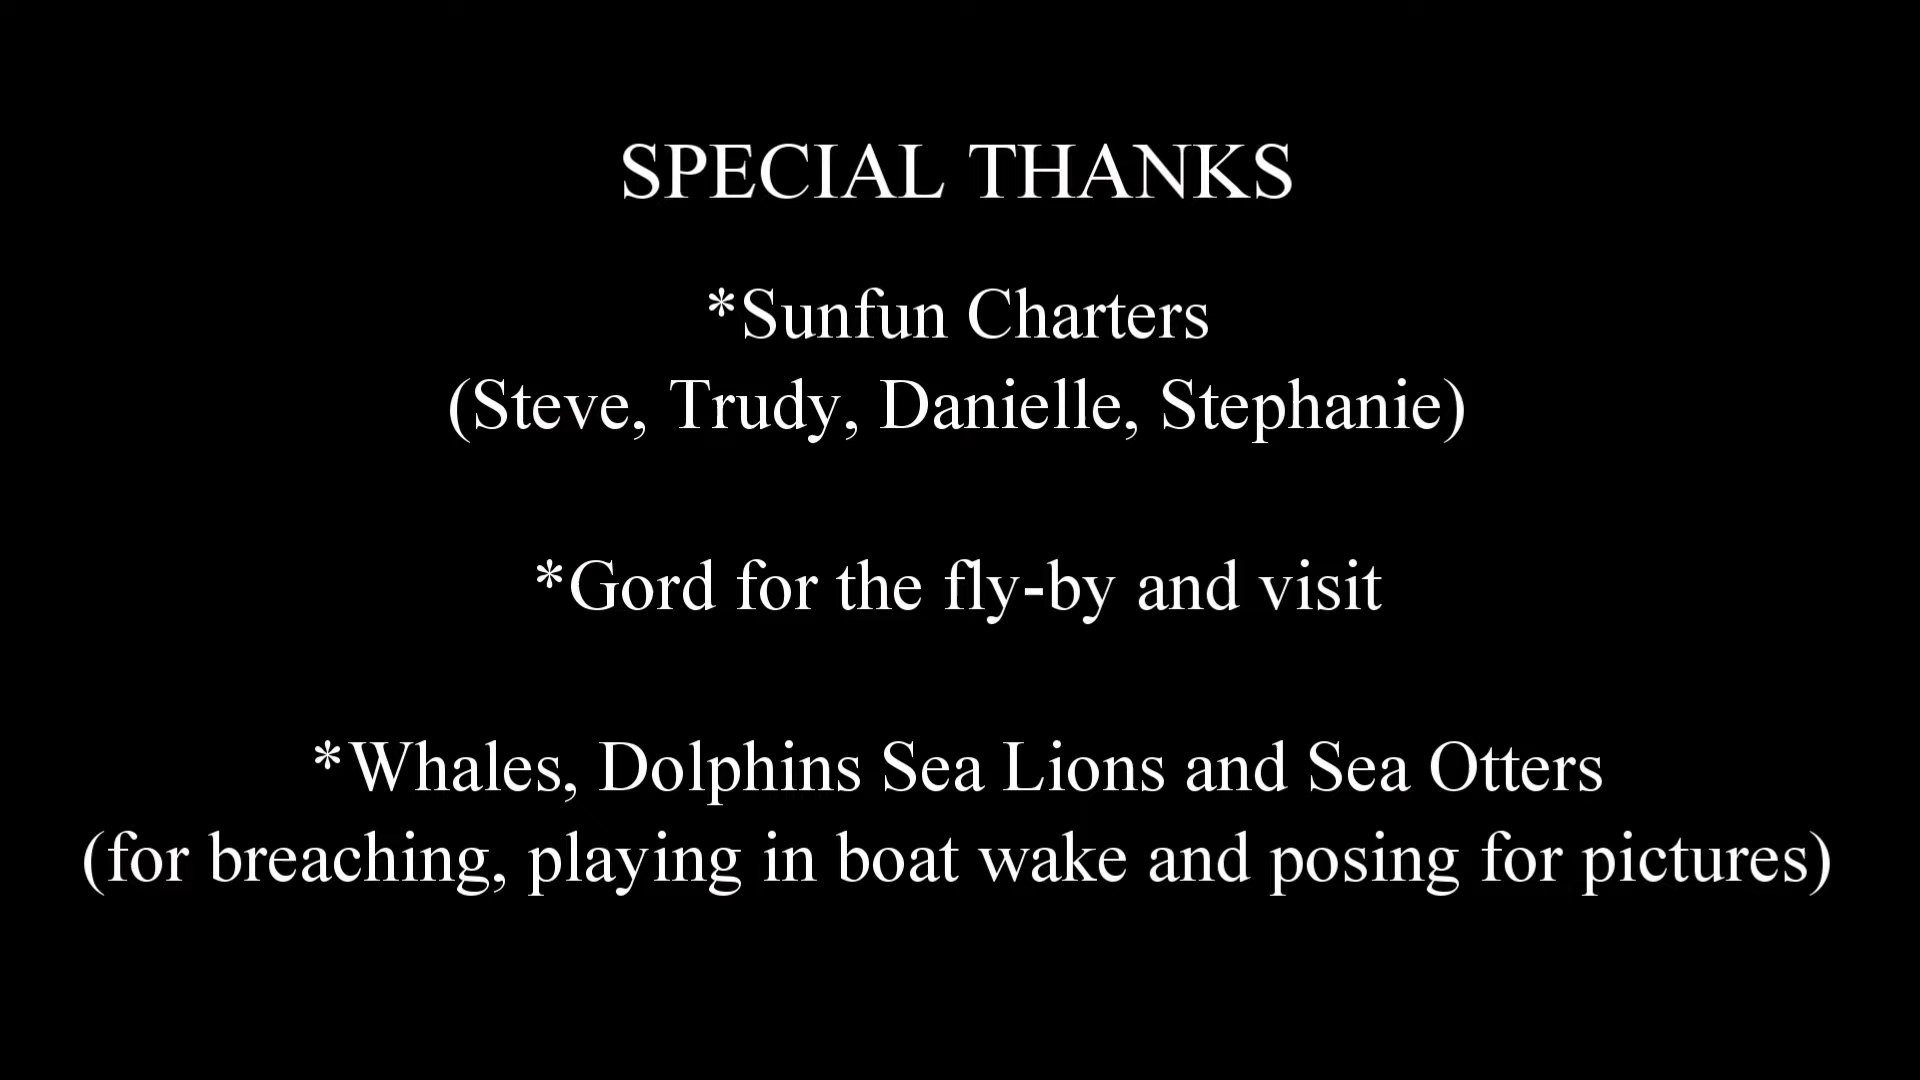 SPECIAL THANKS
*Sunfun Charters
(Steve, Trudy, Danielle, Stephanie)
*Gord for the fly-by and visit
*Whales, Dolphins Sea Lions and Sea Otters
(for breaching, playing in boat wake and posing for pictures)